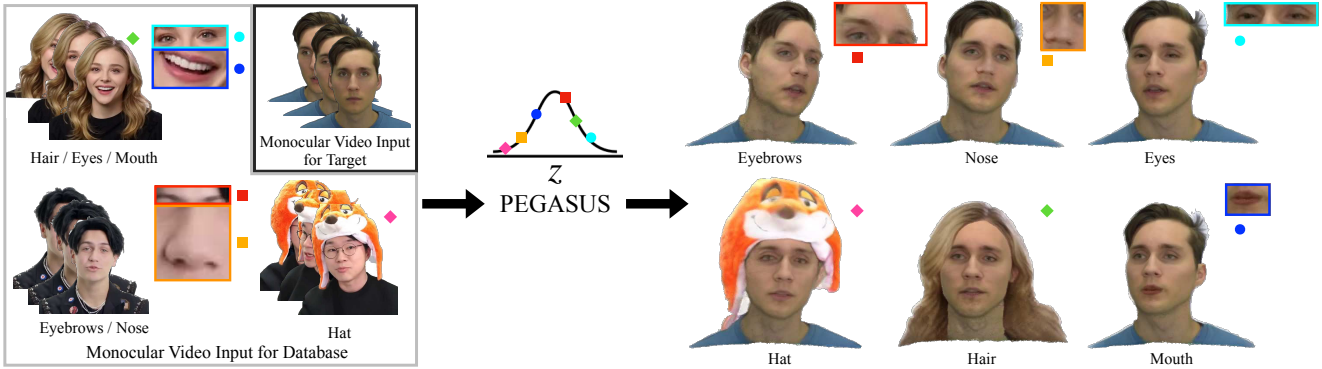 Hair / Eyes / Mouth
Monocular Video Input
for Target
Eyebrows / Nose
Hat
Monocular Video Input for Database
z
PEGASUS
Eyebrows
Nose
Eyes
Hat
Hair
Mouth